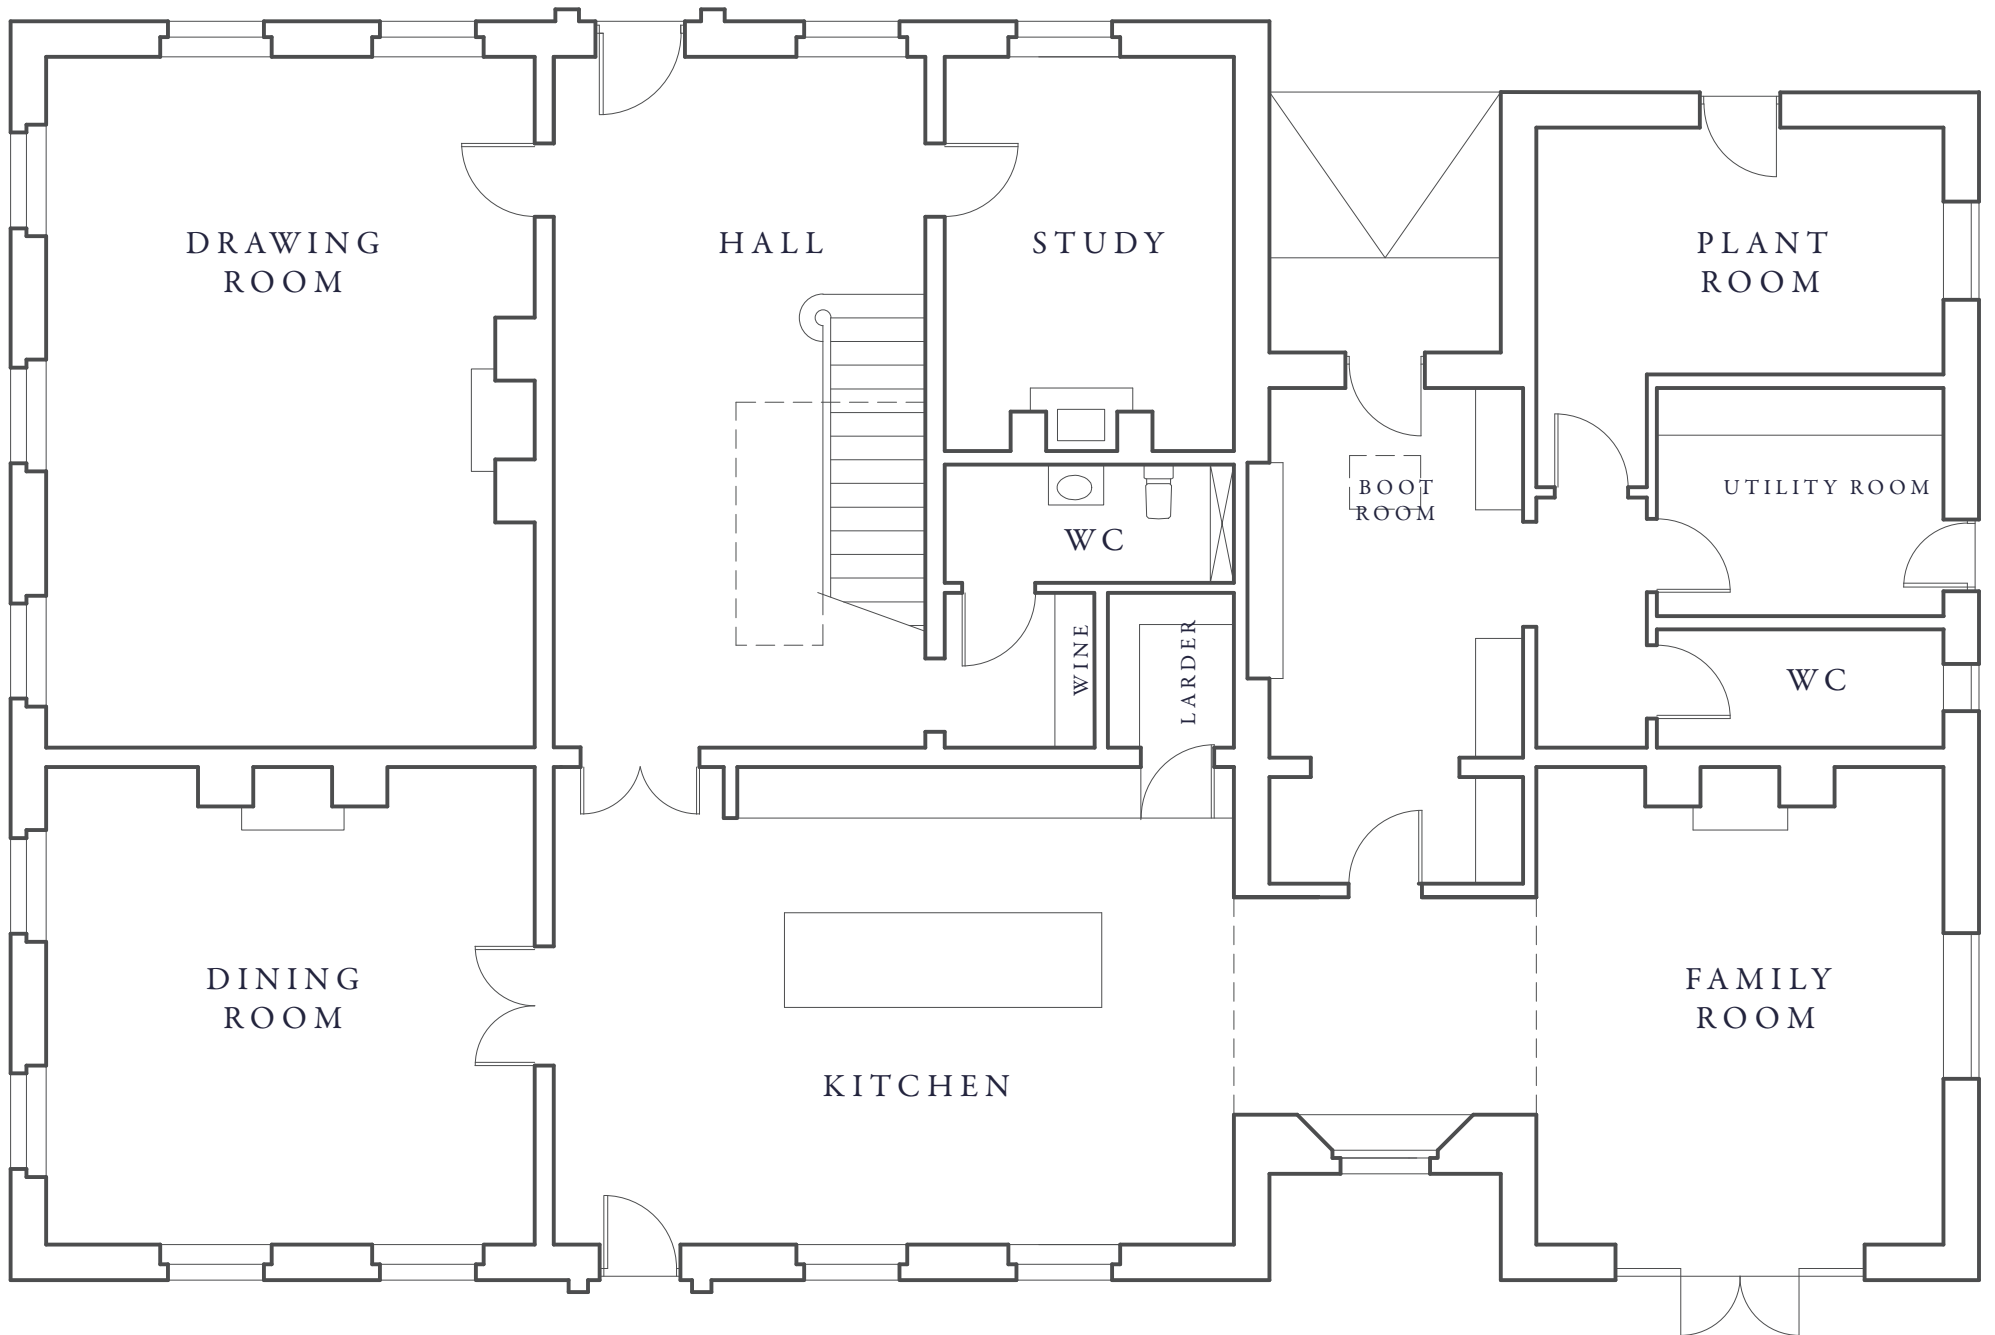 DRAWING
ROOM
HALL
STUDY
PLANT
ROOM
BOOT
ROOM
UTILITY ROOM
WC
WINE
LARDER
WC
DINING
ROOM
KITCHEN
FAMILY
ROOM